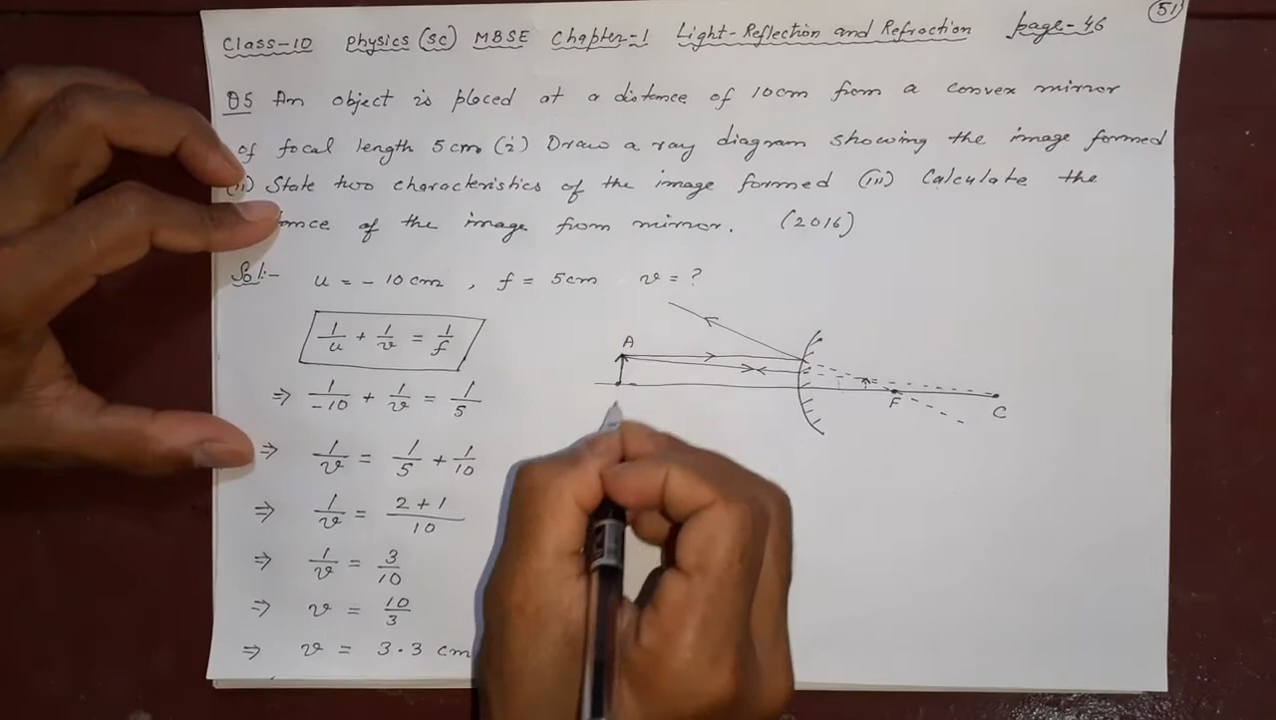 51
Class-10 Physics (SC) MBSE Chapter-1 Light-Reflection and Refraction page-46
Q5 An object is placed at a distance of 10cm from a convex mirror
of focal length 5cm (i) Draw a ray diagram showing the image formed
(ii) State two characteristics of the image formed (iii) Calculate the
tance of the image from mirror. (2016)
Sol:- u = - 10cm , f = 5cm v = ?
1/u + 1/v = 1/f
⇒ 1/-10 + 1/v = 1/5
⇒ 1/v = 1/5 + 1/10
⇒ 1/v = 2+1/10
⇒ 1/v = 3/10
⇒ v = 10/3
⇒ v = 3.3 cm
A
F
C